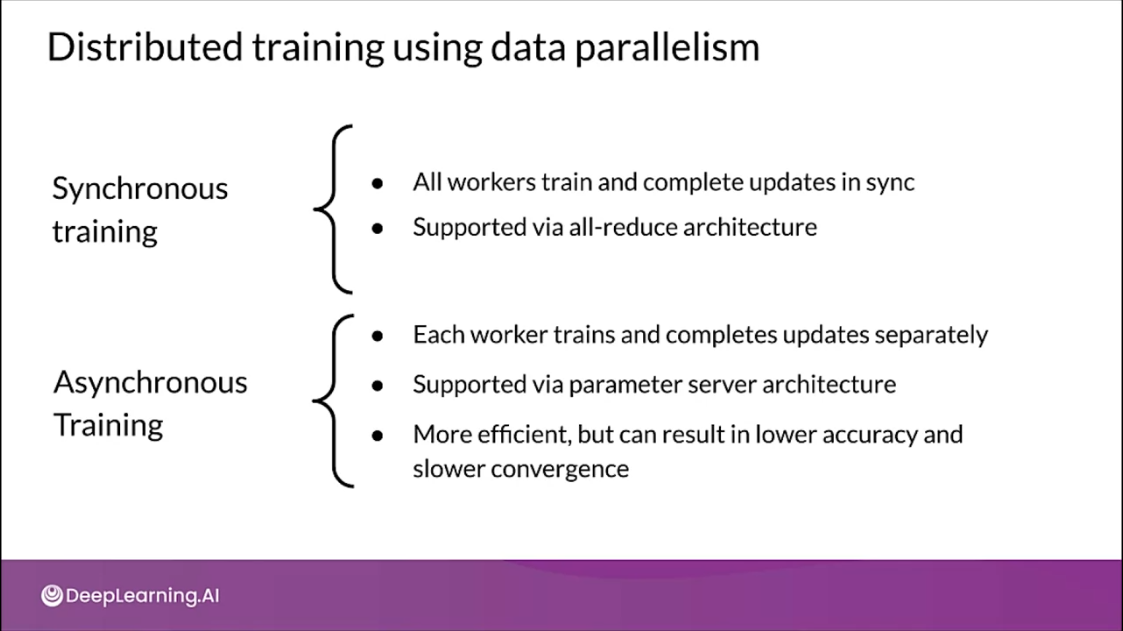 Distributed training using data parallelism
Synchronous
training
● All workers train and complete updates in sync
● Supported via all-reduce architecture
Asynchronous
Training
● Each worker trains and completes updates separately
● Supported via parameter server architecture
● More efficient, but can result in lower accuracy and
slower convergence
DeepLearning.AI